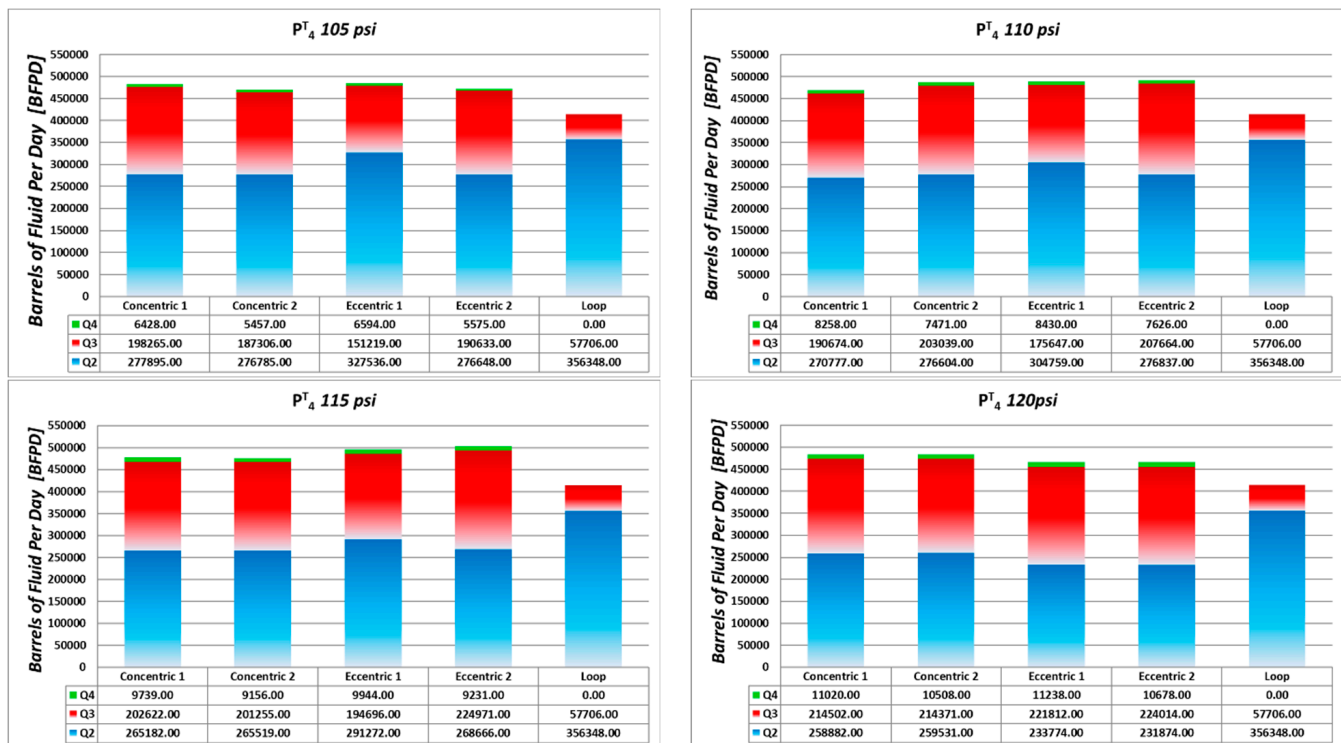 P^T_4 105 psi
Barrels of Fluid Per Day [BFPD]
550000
500000
450000
400000
350000
300000
250000
200000
150000
100000
50000
0
Concentric 1 Concentric 2 Eccentric 1 Eccentric 2 Loop
Q4 6428.00 5457.00 6594.00 5575.00 0.00
Q3 198265.00 187306.00 151219.00 190633.00 57706.00
Q2 277895.00 276785.00 327536.00 276648.00 356348.00
P^T_4 110 psi
Barrels of Fluid Per Day [BFPD]
550000
500000
450000
400000
350000
300000
250000
200000
150000
100000
50000
0
Concentric 1 Concentric 2 Eccentric 1 Eccentric 2 Loop
Q4 8258.00 7471.00 8430.00 7626.00 0.00
Q3 190674.00 203039.00 175647.00 207664.00 57706.00
Q2 270777.00 276604.00 304759.00 276837.00 356348.00
P^T_4 115 psi
Barrels of Fluid Per Day [BFPD]
550000
500000
450000
400000
350000
300000
250000
200000
150000
100000
50000
0
Concentric 1 Concentric 2 Eccentric 1 Eccentric 2 Loop
Q4 9739.00 9156.00 9944.00 9231.00 0.00
Q3 202622.00 201255.00 194696.00 224971.00 57706.00
Q2 265182.00 265519.00 291272.00 268666.00 356348.00
P^T_4 120psi
Barrels of Fluid Per Day [BFPD]
550000
500000
450000
400000
350000
300000
250000
200000
150000
100000
50000
0
Concentric 1 Concentric 2 Eccentric 1 Eccentric 2 Loop
Q4 11020.00 10508.00 11238.00 10678.00 0.00
Q3 214502.00 214371.00 221812.00 224014.00 57706.00
Q2 258882.00 259531.00 233774.00 231874.00 356348.00